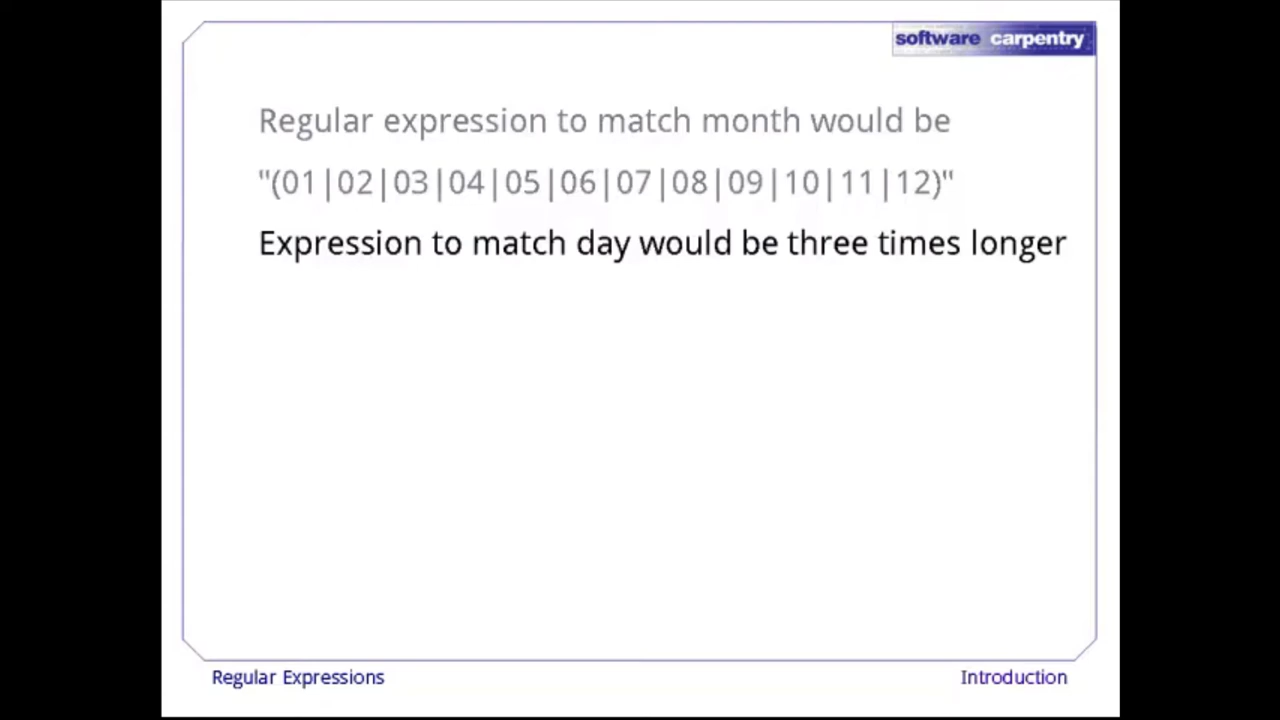 software carpentry
Regular expression to match month would be
"(01|02|03|04|05|06|07|08|09|10|11|12)"
Expression to match day would be three times longer
Regular Expressions
Introduction